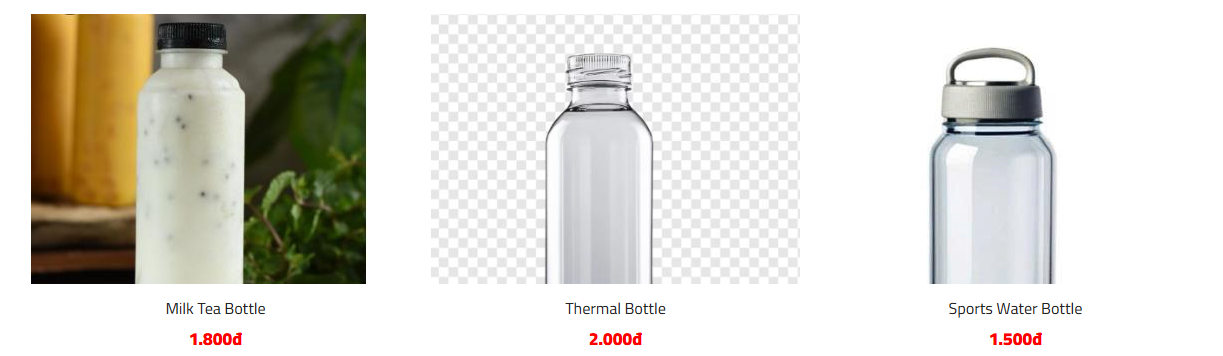 Milk Tea Bottle
1.800đ
Thermal Bottle
2.000đ
Sports Water Bottle
1.500đ